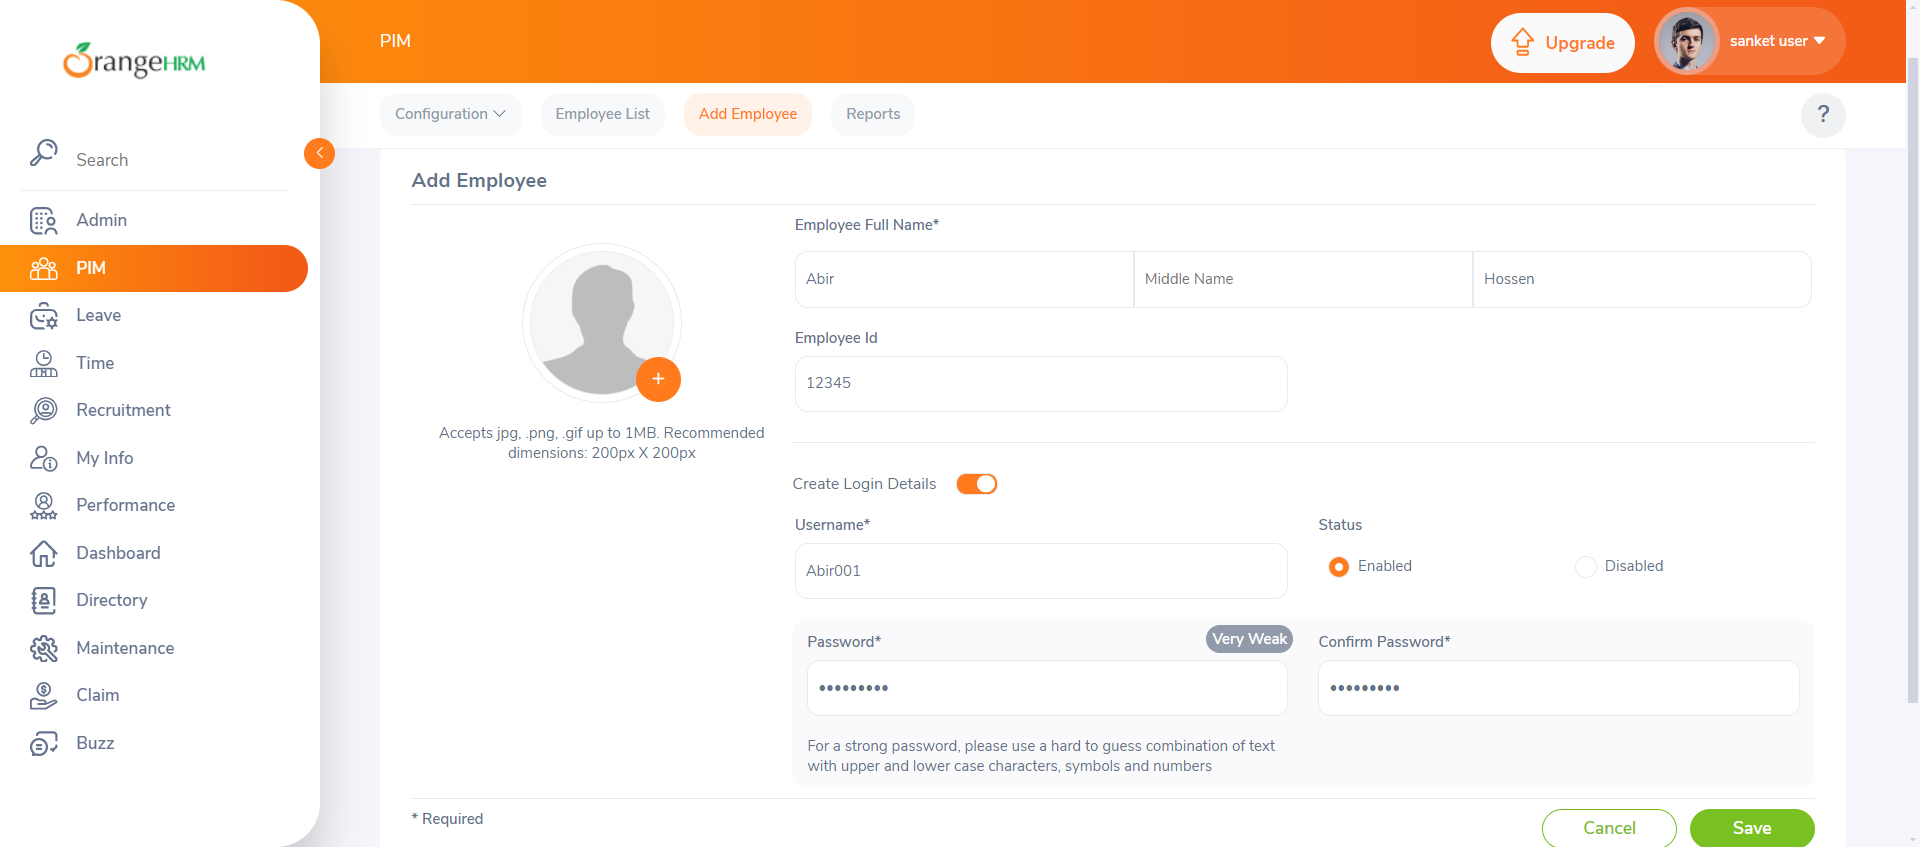 OrangeHRM
PIM
Upgrade
sanket user
Search
Admin
PIM
Leave
Time
Recruitment
My Info
Performance
Dashboard
Directory
Maintenance
Claim
Buzz
Configuration
Employee List
Add Employee
Reports
?
Add Employee
Accepts jpg, .png, .gif up to 1MB. Recommended
dimensions: 200px X 200px
Employee Full Name*
Abir
Middle Name
Hossen
Employee Id
12345
Create Login Details
Username*
Abir001
Status
Enabled
Disabled
Password*
Very Weak
•••••••••
Confirm Password*
•••••••••
For a strong password, please use a hard to guess combination of text
with upper and lower case characters, symbols and numbers
* Required
Cancel
Save